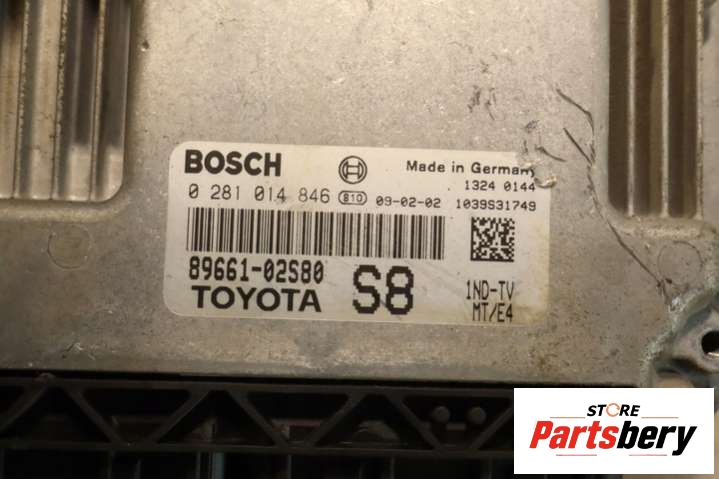 BOSCH Made in Germany
1324 0144
0 281 014 846 B10 09-02-02 1039S31749
89661-02S80
TOYOTA S8 1ND-TV
MT/E4
STORE
Partsbery